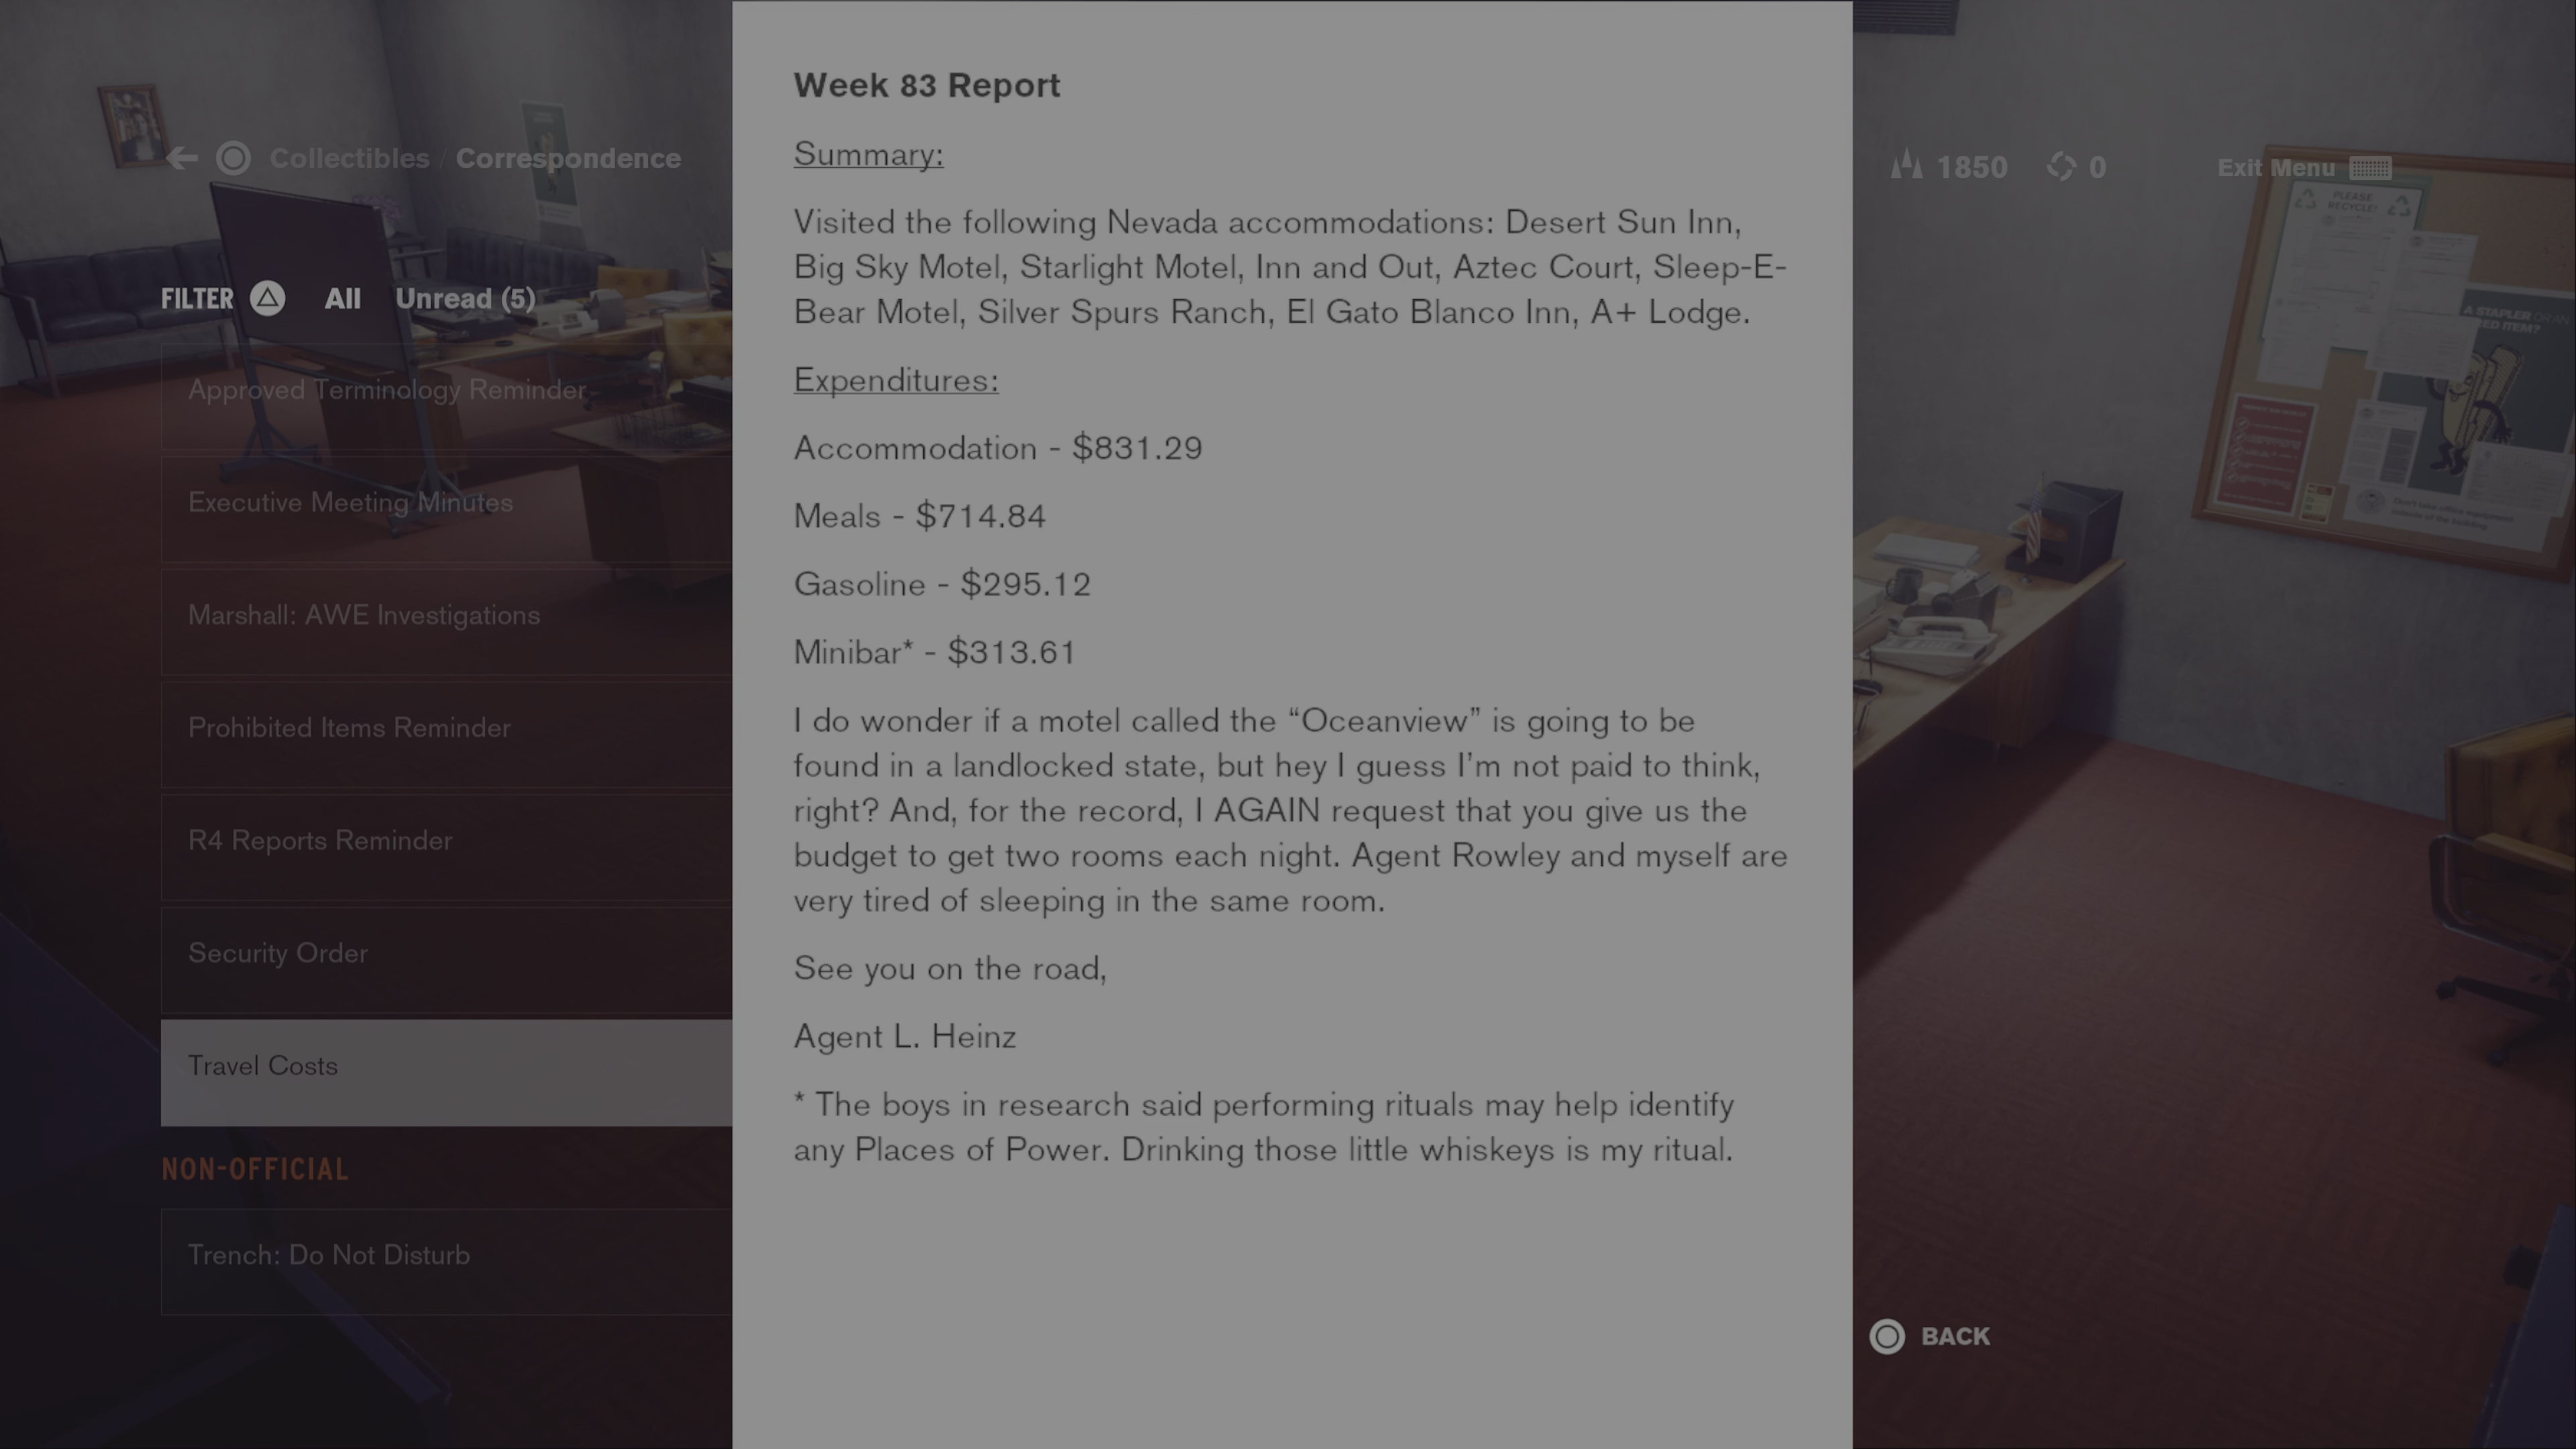 Week 83 Report
Summary:
Visited the following Nevada accommodations: Desert Sun Inn,
Big Sky Motel, Starlight Motel, Inn and Out, Aztec Court, Sleep-E-
Bear Motel, Silver Spurs Ranch, El Gato Blanco Inn, A+ Lodge.
Expenditures:
Accommodation - $831.29
Meals - $714.84
Gasoline - $295.12
Minibar* - $313.61
I do wonder if a motel called the “Oceanview” is going to be
found in a landlocked state, but hey I guess I’m not paid to think,
right? And, for the record, I AGAIN request that you give us the
budget to get two rooms each night. Agent Rowley and myself are
very tired of sleeping in the same room.
See you on the road,
Agent L. Heinz
* The boys in research said performing rituals may help identify
any Places of Power. Drinking those little whiskeys is my ritual.
Collectibles / Correspondence
FILTER All Unread (5)
Approved Terminology Reminder
Executive Meeting Minutes
Marshall: AWE Investigations
Prohibited Items Reminder
R4 Reports Reminder
Security Order
Travel Costs
NON-OFFICIAL
Trench: Do Not Disturb
1850 0 Exit Menu
PLEASE
RECYCLE!
A STAPLER OR AN
ITEM?
BACK